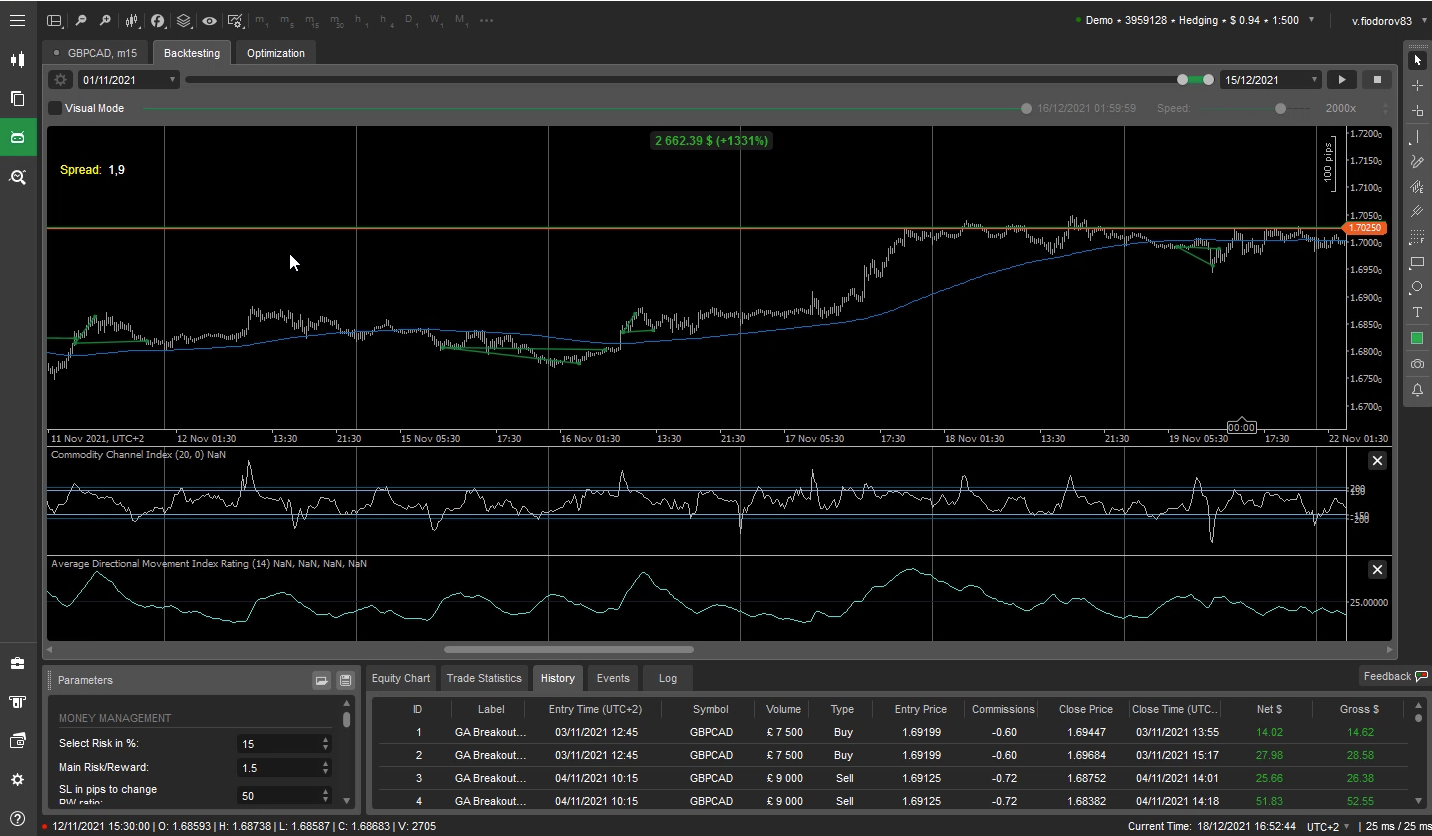 m1 m5 m15 m30 h1 h4 D1 W1 M1 •••
Demo • 3959128 • Hedging • $ 0.94 • 1:500
v.fiodorov83
GBPCAD, m15
Backtesting
Optimization
01/11/2021
15/12/2021
Visual Mode
16/12/2021 01:59:59
Speed:
2000x
Spread: 1,9
2 662.39 $ (+1331%)
100 pips
1.72000
1.71500
1.71000
1.70500
1.70250
1.70000
1.69500
1.69000
1.68500
1.68000
1.67500
1.67000
00:00
11 Nov 2021, UTC+2 12 Nov 01:30 13:30 21:30 15 Nov 05:30 17:30 16 Nov 01:30 13:30 21:30 17 Nov 05:30 17:30 18 Nov 01:30 13:30 21:30 19 Nov 05:30 17:30 22 Nov 01:30
Commodity Channel Index (20, 0) NaN
200
150
-150
-200
Average Directional Movement Index Rating (14) NaN, NaN, NaN, NaN
25.00000
Parameters
MONEY MANAGEMENT
Select Risk in %: 15
Main Risk/Reward: 1.5
SL in pips to change 50
RW ratio:
Equity Chart
Trade Statistics
History
Events
Log
Feedback
ID Label Entry Time (UTC+2) Symbol Volume Type Entry Price Commissions Close Price Close Time (UTC... Net $ Gross $
1 GA Breakout... 03/11/2021 12:45 GBPCAD £ 7 500 Buy 1.69199 -0.60 1.69447 03/11/2021 13:55 14.02 14.62
2 GA Breakout... 03/11/2021 12:45 GBPCAD £ 7 500 Buy 1.69199 -0.60 1.69684 03/11/2021 15:17 27.98 28.58
3 GA Breakout... 04/11/2021 10:15 GBPCAD £ 9 000 Sell 1.69125 -0.72 1.68752 04/11/2021 14:01 25.66 26.38
4 GA Breakout... 04/11/2021 10:15 GBPCAD £ 9 000 Sell 1.69125 -0.72 1.68382 04/11/2021 14:18 51.83 52.55
12/11/2021 15:30:00 | O: 1.68593 | H: 1.68738 | L: 1.68587 | C: 1.68683 | V: 2705
Current Time: 18/12/2021 16:52:44 UTC+2 | 25 ms / 25 ms